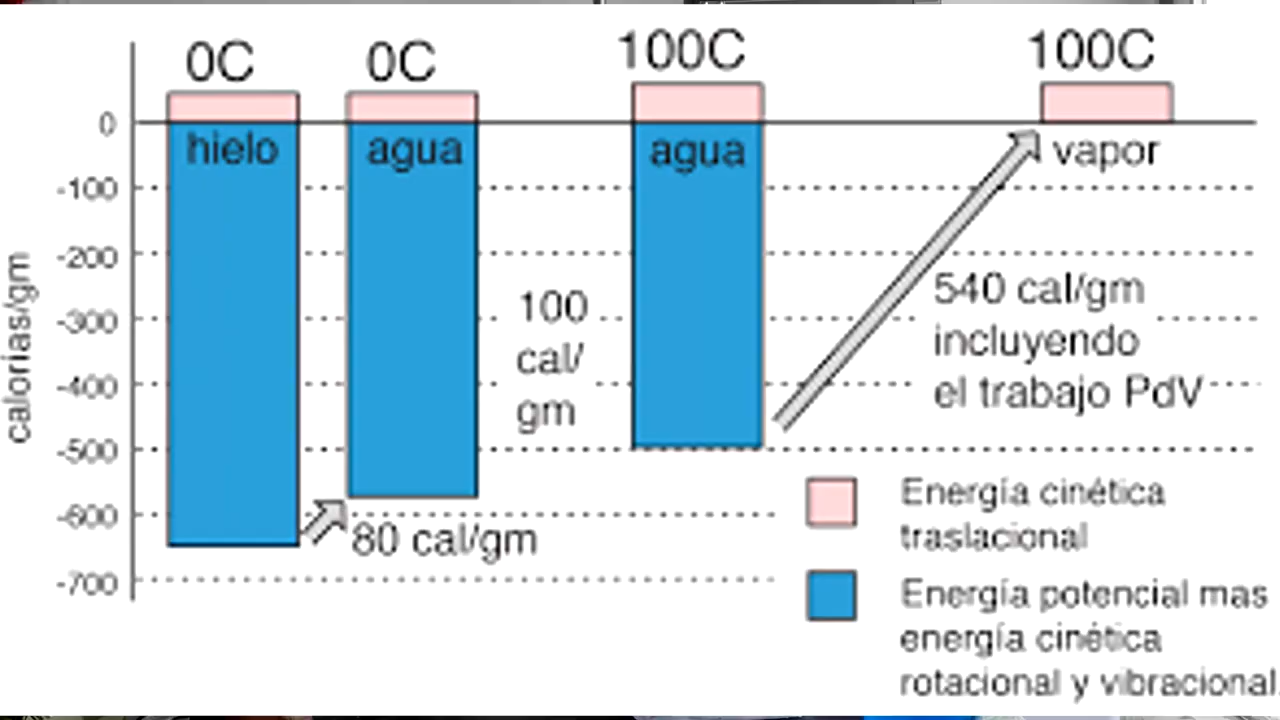 0C
0C
100C
100C
0
hielo
agua
agua
vapor
-100
-200
-300
-400
-500
-600
-700
calorías/gm
100
cal/
gm
540 cal/gm
incluyendo
el trabajo PdV
80 cal/gm
Energía cinética
traslacional
Energía potencial mas
energía cinética
rotacional y vibracional.